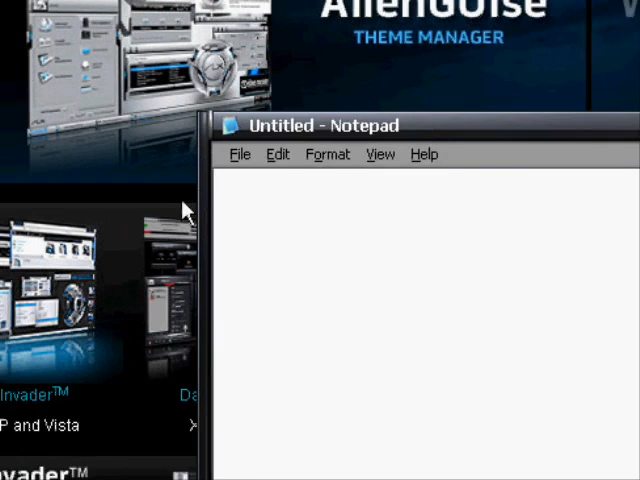 AlienGUIse
THEME MANAGER
Untitled - Notepad
File Edit Format View Help
Invader™
Da
P and Vista
X
nvader™